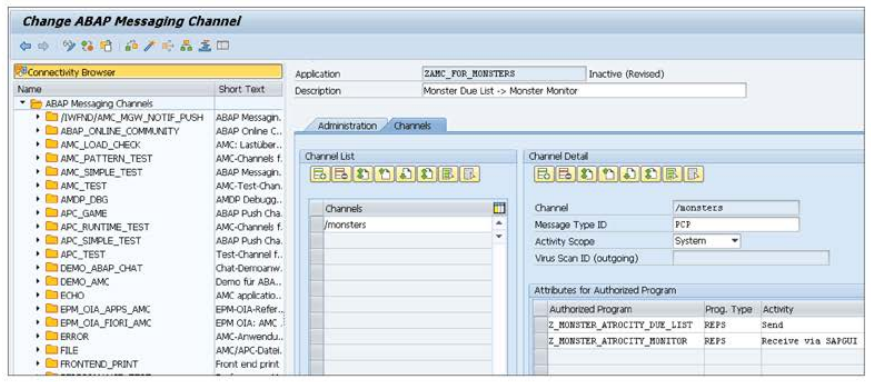 Change ABAP Messaging Channel
Connectivity Browser
Name Short Text
ABAP Messaging Channels
/IWFND/AMC_MGW_NOTIF_PUSH ABAP Messagin.
ABAP_ONLINE_COMMUNITY ABAP Online C..
AMC_LOAD_CHECK AMC: Lastüber..
AMC_PATTERN_TEST AMC-Channels f.
AMC_SIMPLE_TEST ABAP Messagin.
AMC_TEST AMC-Test-Chan.
AMDP_DBG AMDP Debugg..
APC_GAME ABAP Push Cha.
APC_RUNTIME_TEST AMC-Channels f.
APC_SIMPLE_TEST ABAP Push Cha.
APC_TEST Test-Channel f..
DEMO_ABAP_CHAT Chat-Demoanw.
DEMO_AMC Demo für ABA...
ECHO AMC applicatio..
EPM_OIA_APPS_AMC EPM-OIA-Refer..
EPM_OIA_FIORI_AMC EPM OIA: AMC .
ERROR AMC-Anwendu..
FILE AMC/APC-Datei.
FRONTEND_PRINT Front end print
Application ZAMC_FOR_MONSTERS Inactive (Revised)
Description Monster Due List -> Monster Monitor
Administration Channels
Channel List
Channels
/monsters
Channel Detail
Channel /monsters
Message Type ID PCP
Activity Scope System
Virus Scan ID (outgoing)
Attributes for Authorized Program
Authorized Program Prog. Type Activity
Z_MONSTER_ATROCITY_DUE_LIST REPS Send
Z_MONSTER_ATROCITY_MONITOR REPS Receive via SAPGUI